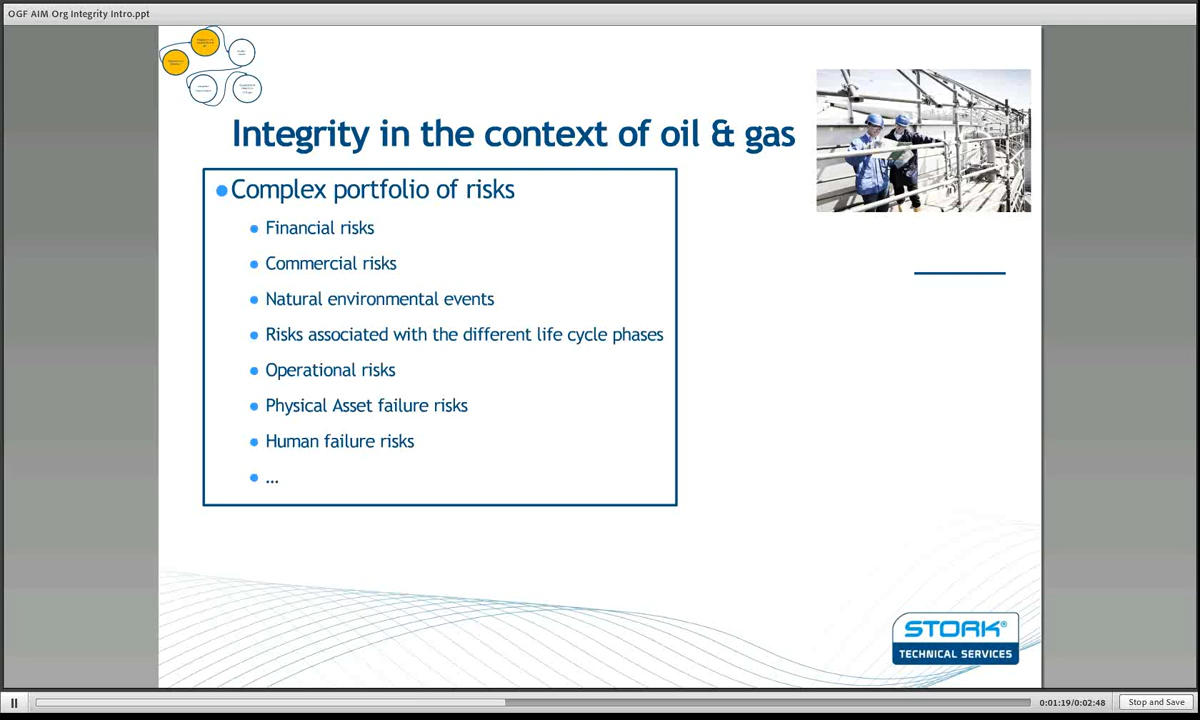 OGF AIM Org Integrity Intro.ppt
Integrity in the context of oil & gas
Complex portfolio of risks
Financial risks
Commercial risks
Natural environmental events
Risks associated with the different life cycle phases
Operational risks
Physical Asset failure risks
Human failure risks
...
STORK®
TECHNICAL SERVICES
0:01:19/0:02:48
Stop and Save